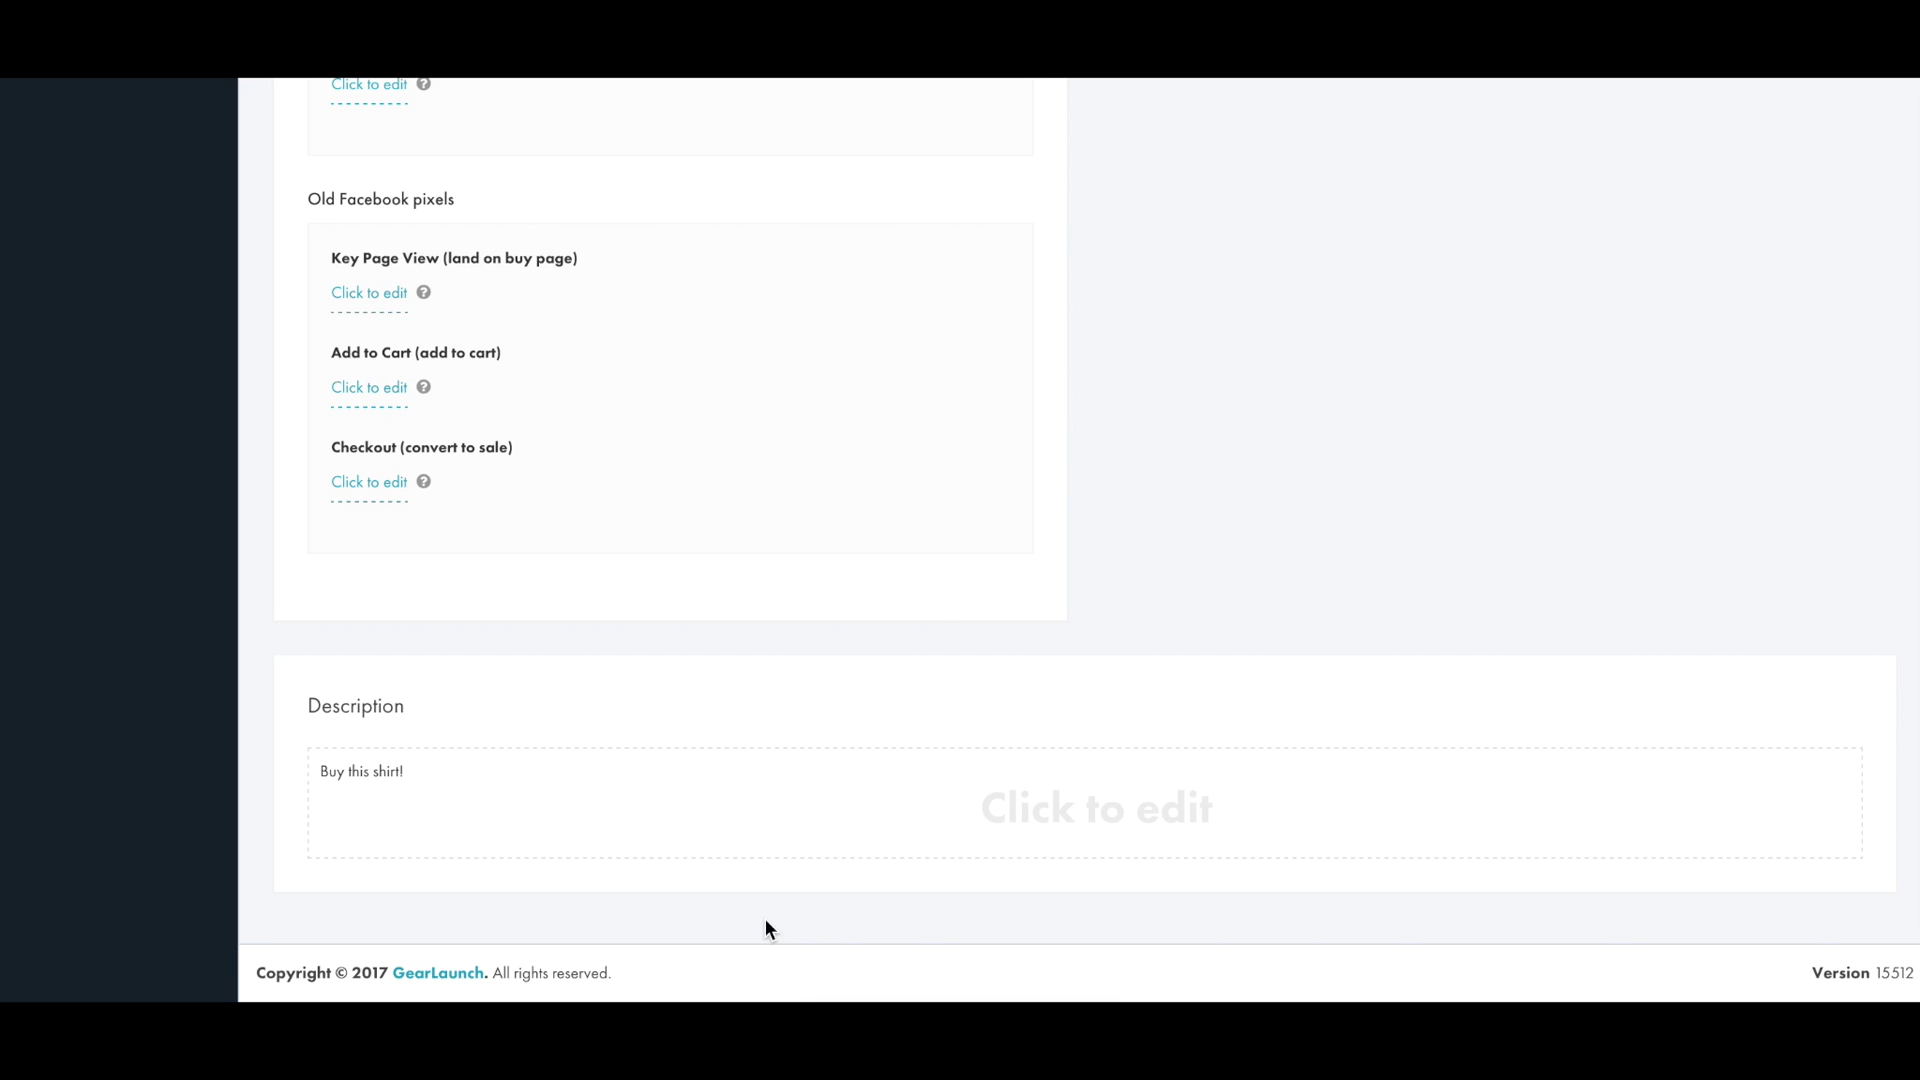 Click to edit
Old Facebook pixels
Key Page View (land on buy page)
Click to edit ?
Add to Cart (add to cart)
Click to edit ?
Checkout (convert to sale)
Click to edit ?
Description
Buy this shirt!
Click to edit
Copyright © 2017 GearLaunch. All rights reserved.
Version 15512